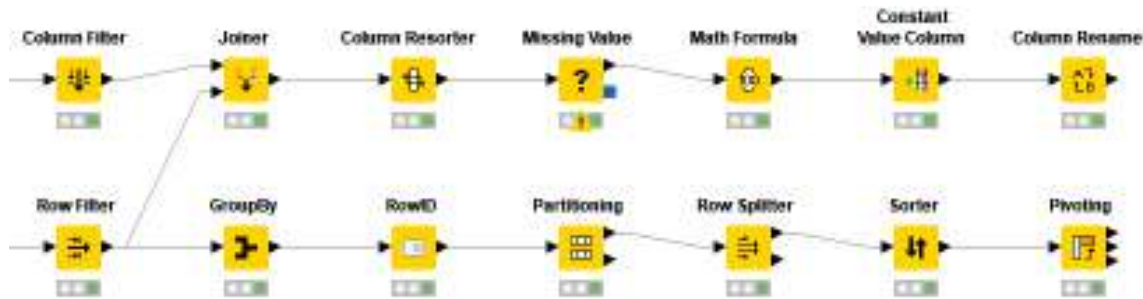 Column Filter
Joiner
Column Resorter
Missing Value
Math Formula
Constant
Value Column
Column Rename
Row Filter
GroupBy
RowID
Partitioning
Row Splitter
Sorter
Pivoting